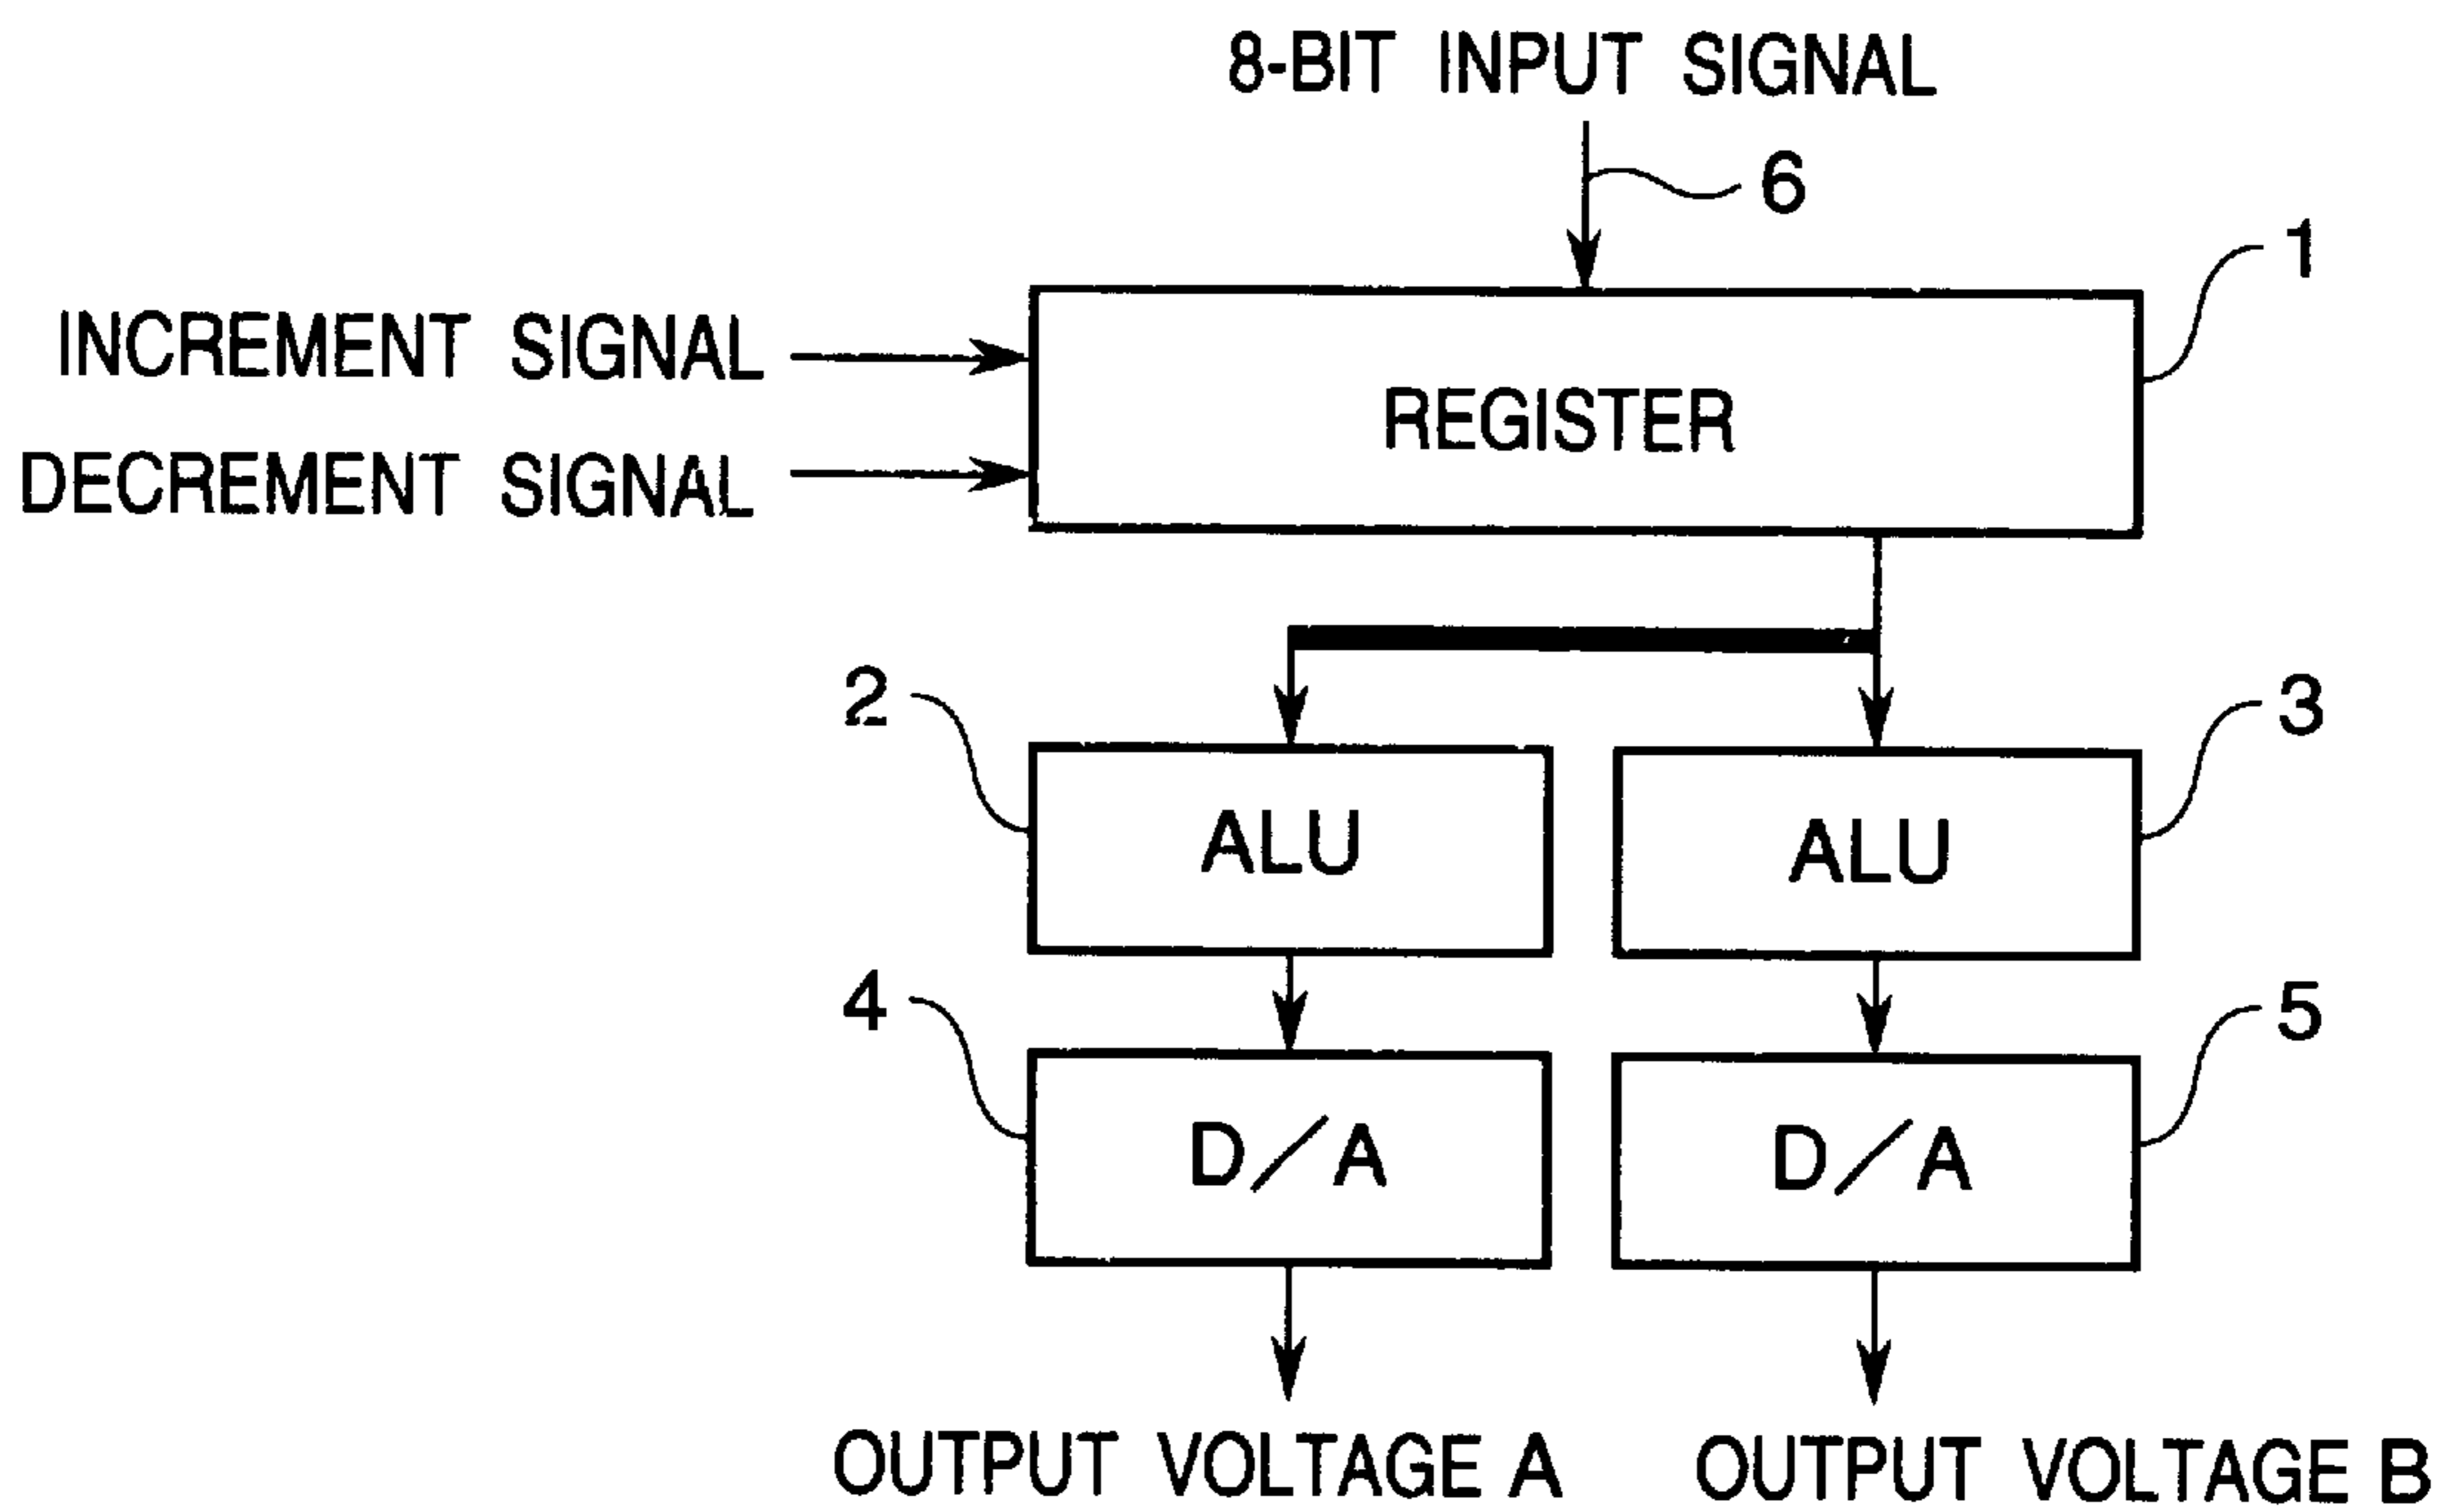 8-BIT INPUT SIGNAL
6
1
INCREMENT SIGNAL
DECREMENT SIGNAL
REGISTER
2
3
ALU
ALU
4
5
D/A
D/A
OUTPUT VOLTAGE A
OUTPUT VOLTAGE B